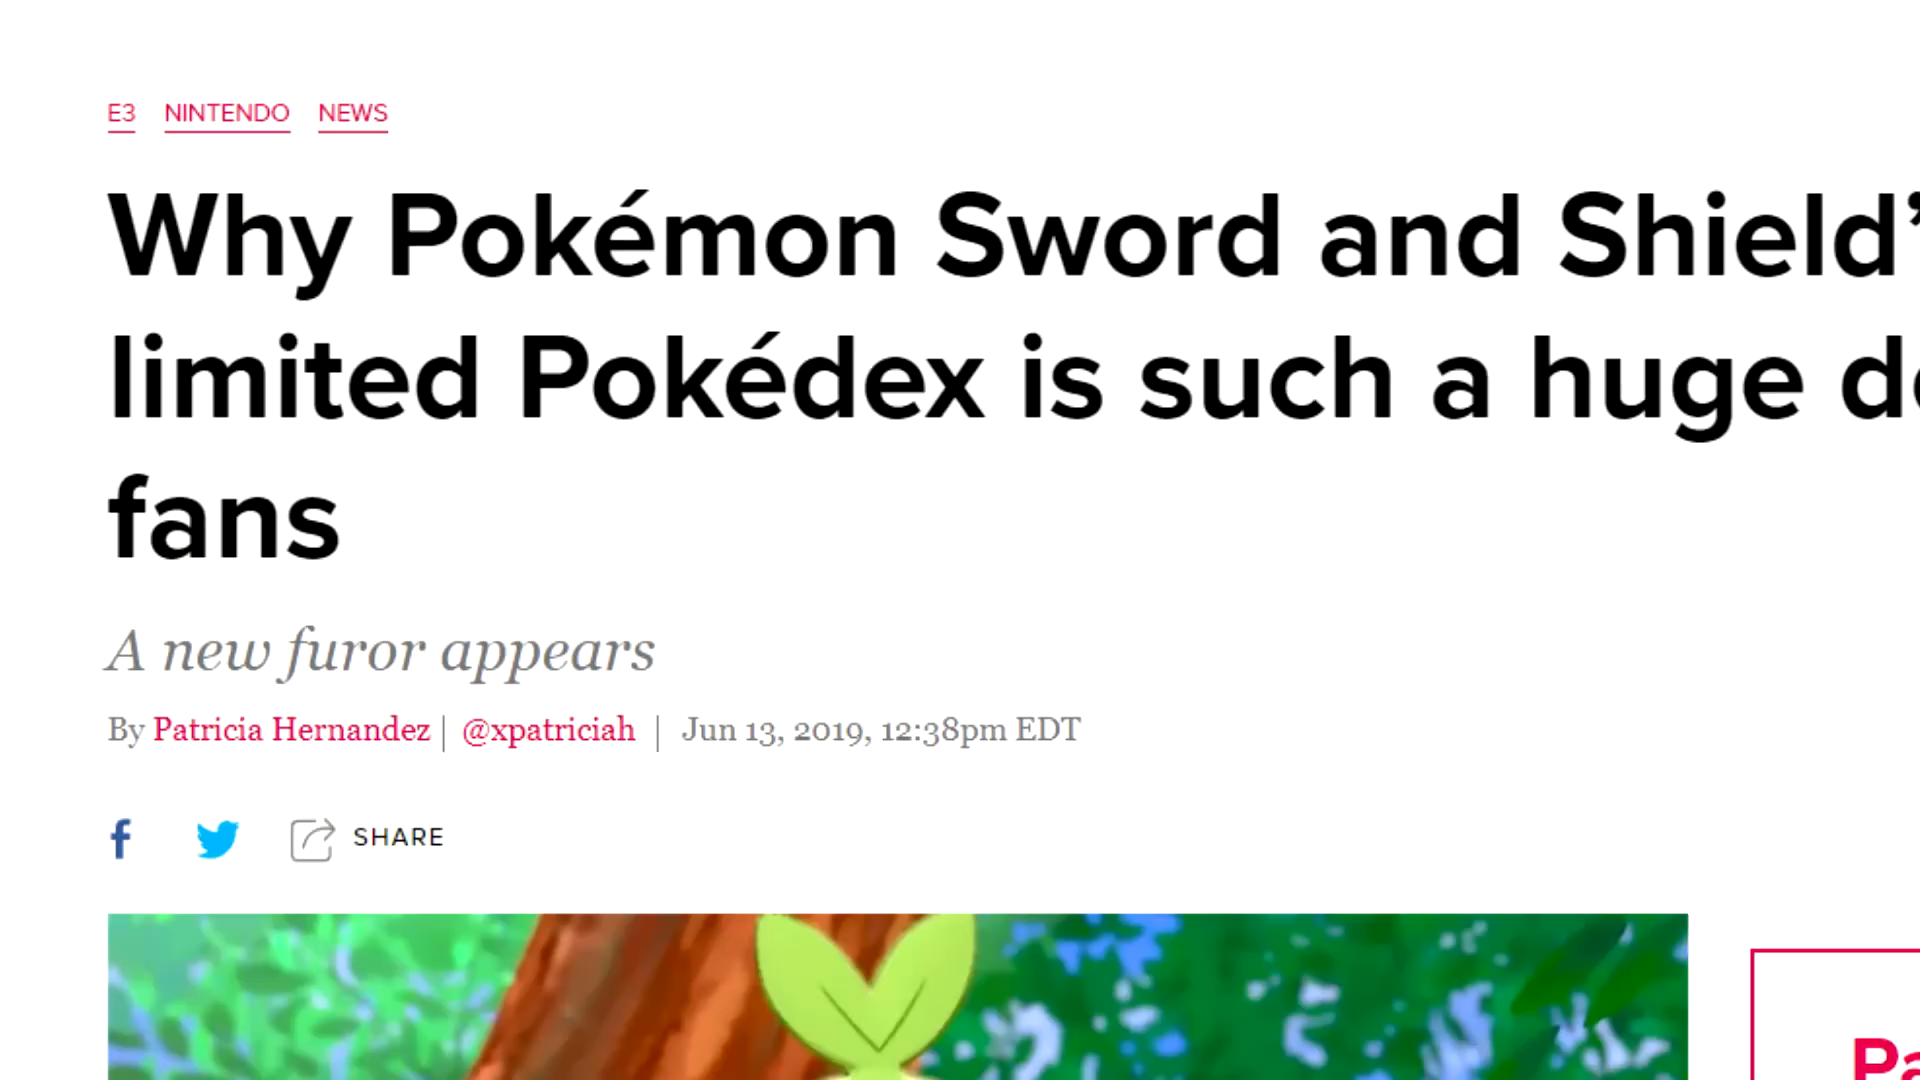 E3 NINTENDO NEWS
Why Pokémon Sword and Shield’
limited Pokédex is such a huge
fans
A new furor appears
By Patricia Hernandez | @xpatriciah | Jun 13, 2019, 12:38pm EDT
SHARE